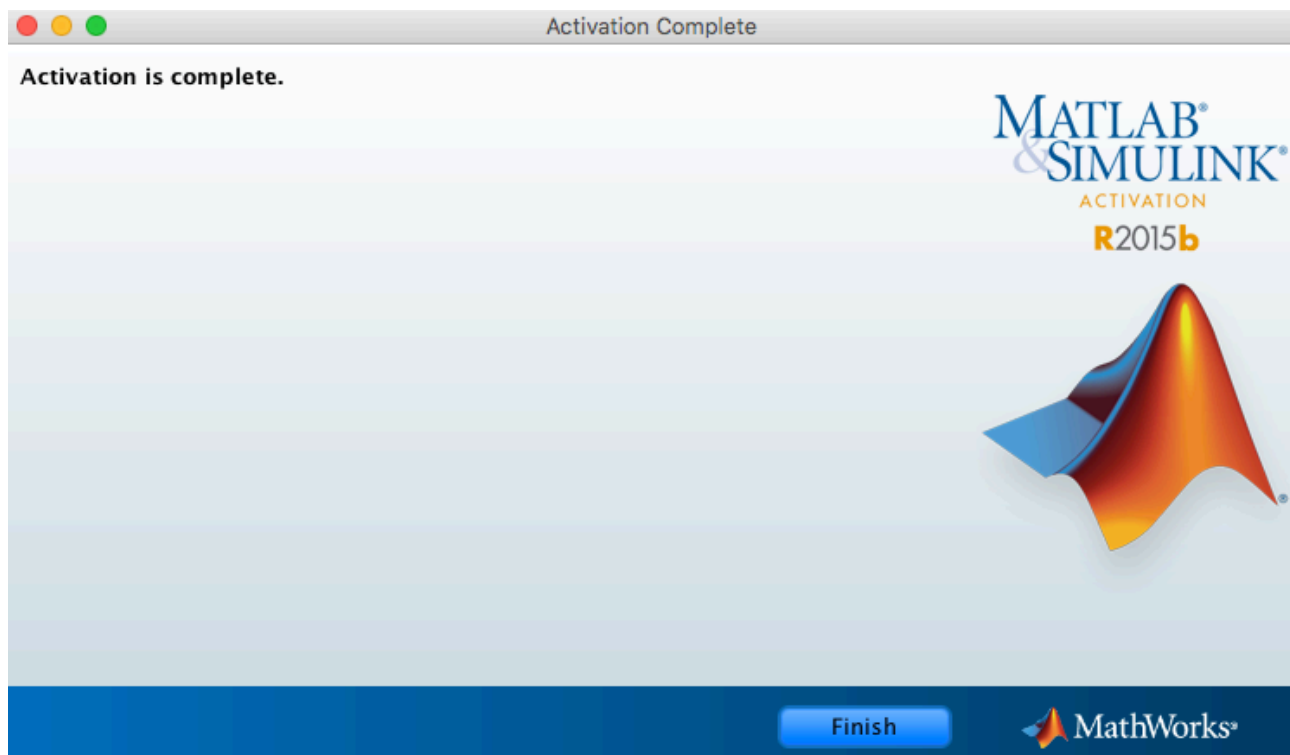 Activation Complete
Activation is complete.
MATLAB®
&SIMULINK®
ACTIVATION
R2015b
®
Finish
MathWorks®